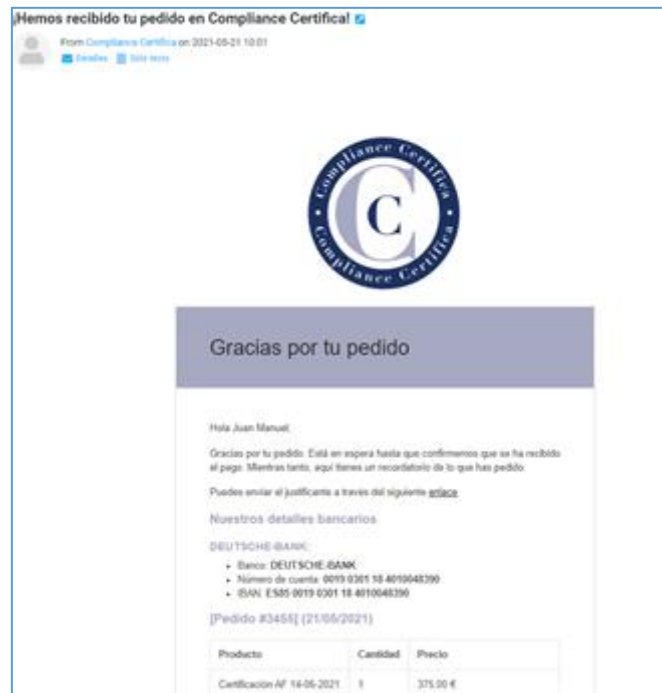 ¡Hemos recibido tu pedido en Compliance Certifica!
From Compliance Certifica on 2021-05-21 10:01
Detalles Sólo texto
Compliance Certifica
C
Compliance Certifica
Gracias por tu pedido
Hola Juan Manuel:
Gracias por tu pedido. Está en espera hasta que confirmemos que se ha recibido
el pago. Mientras tanto, aquí tienes un recordatorio de lo que has pedido:
Puedes enviar el justificante a través del siguiente enlace
Nuestros detalles bancarios
DEUTSCHE-BANK:
• Banco: DEUTSCHE-BANK
• Número de cuenta: 0019 0301 18 4010048390
• IBAN: ES85 0019 0301 18 4010048390
[Pedido #3455] (21/05/2021)
Producto Cantidad Precio
Certificación AF 14-05-2021 1 375.00 €